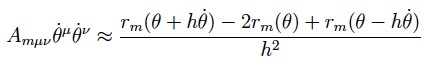 $A_{m\mu\nu}\dot{\theta}^{\mu}\dot{\theta}^{\nu} \approx \frac{r_m(\theta + h\dot{\theta}) - 2r_m(\theta) + r_m(\theta - h\dot{\theta})}{h^2}$